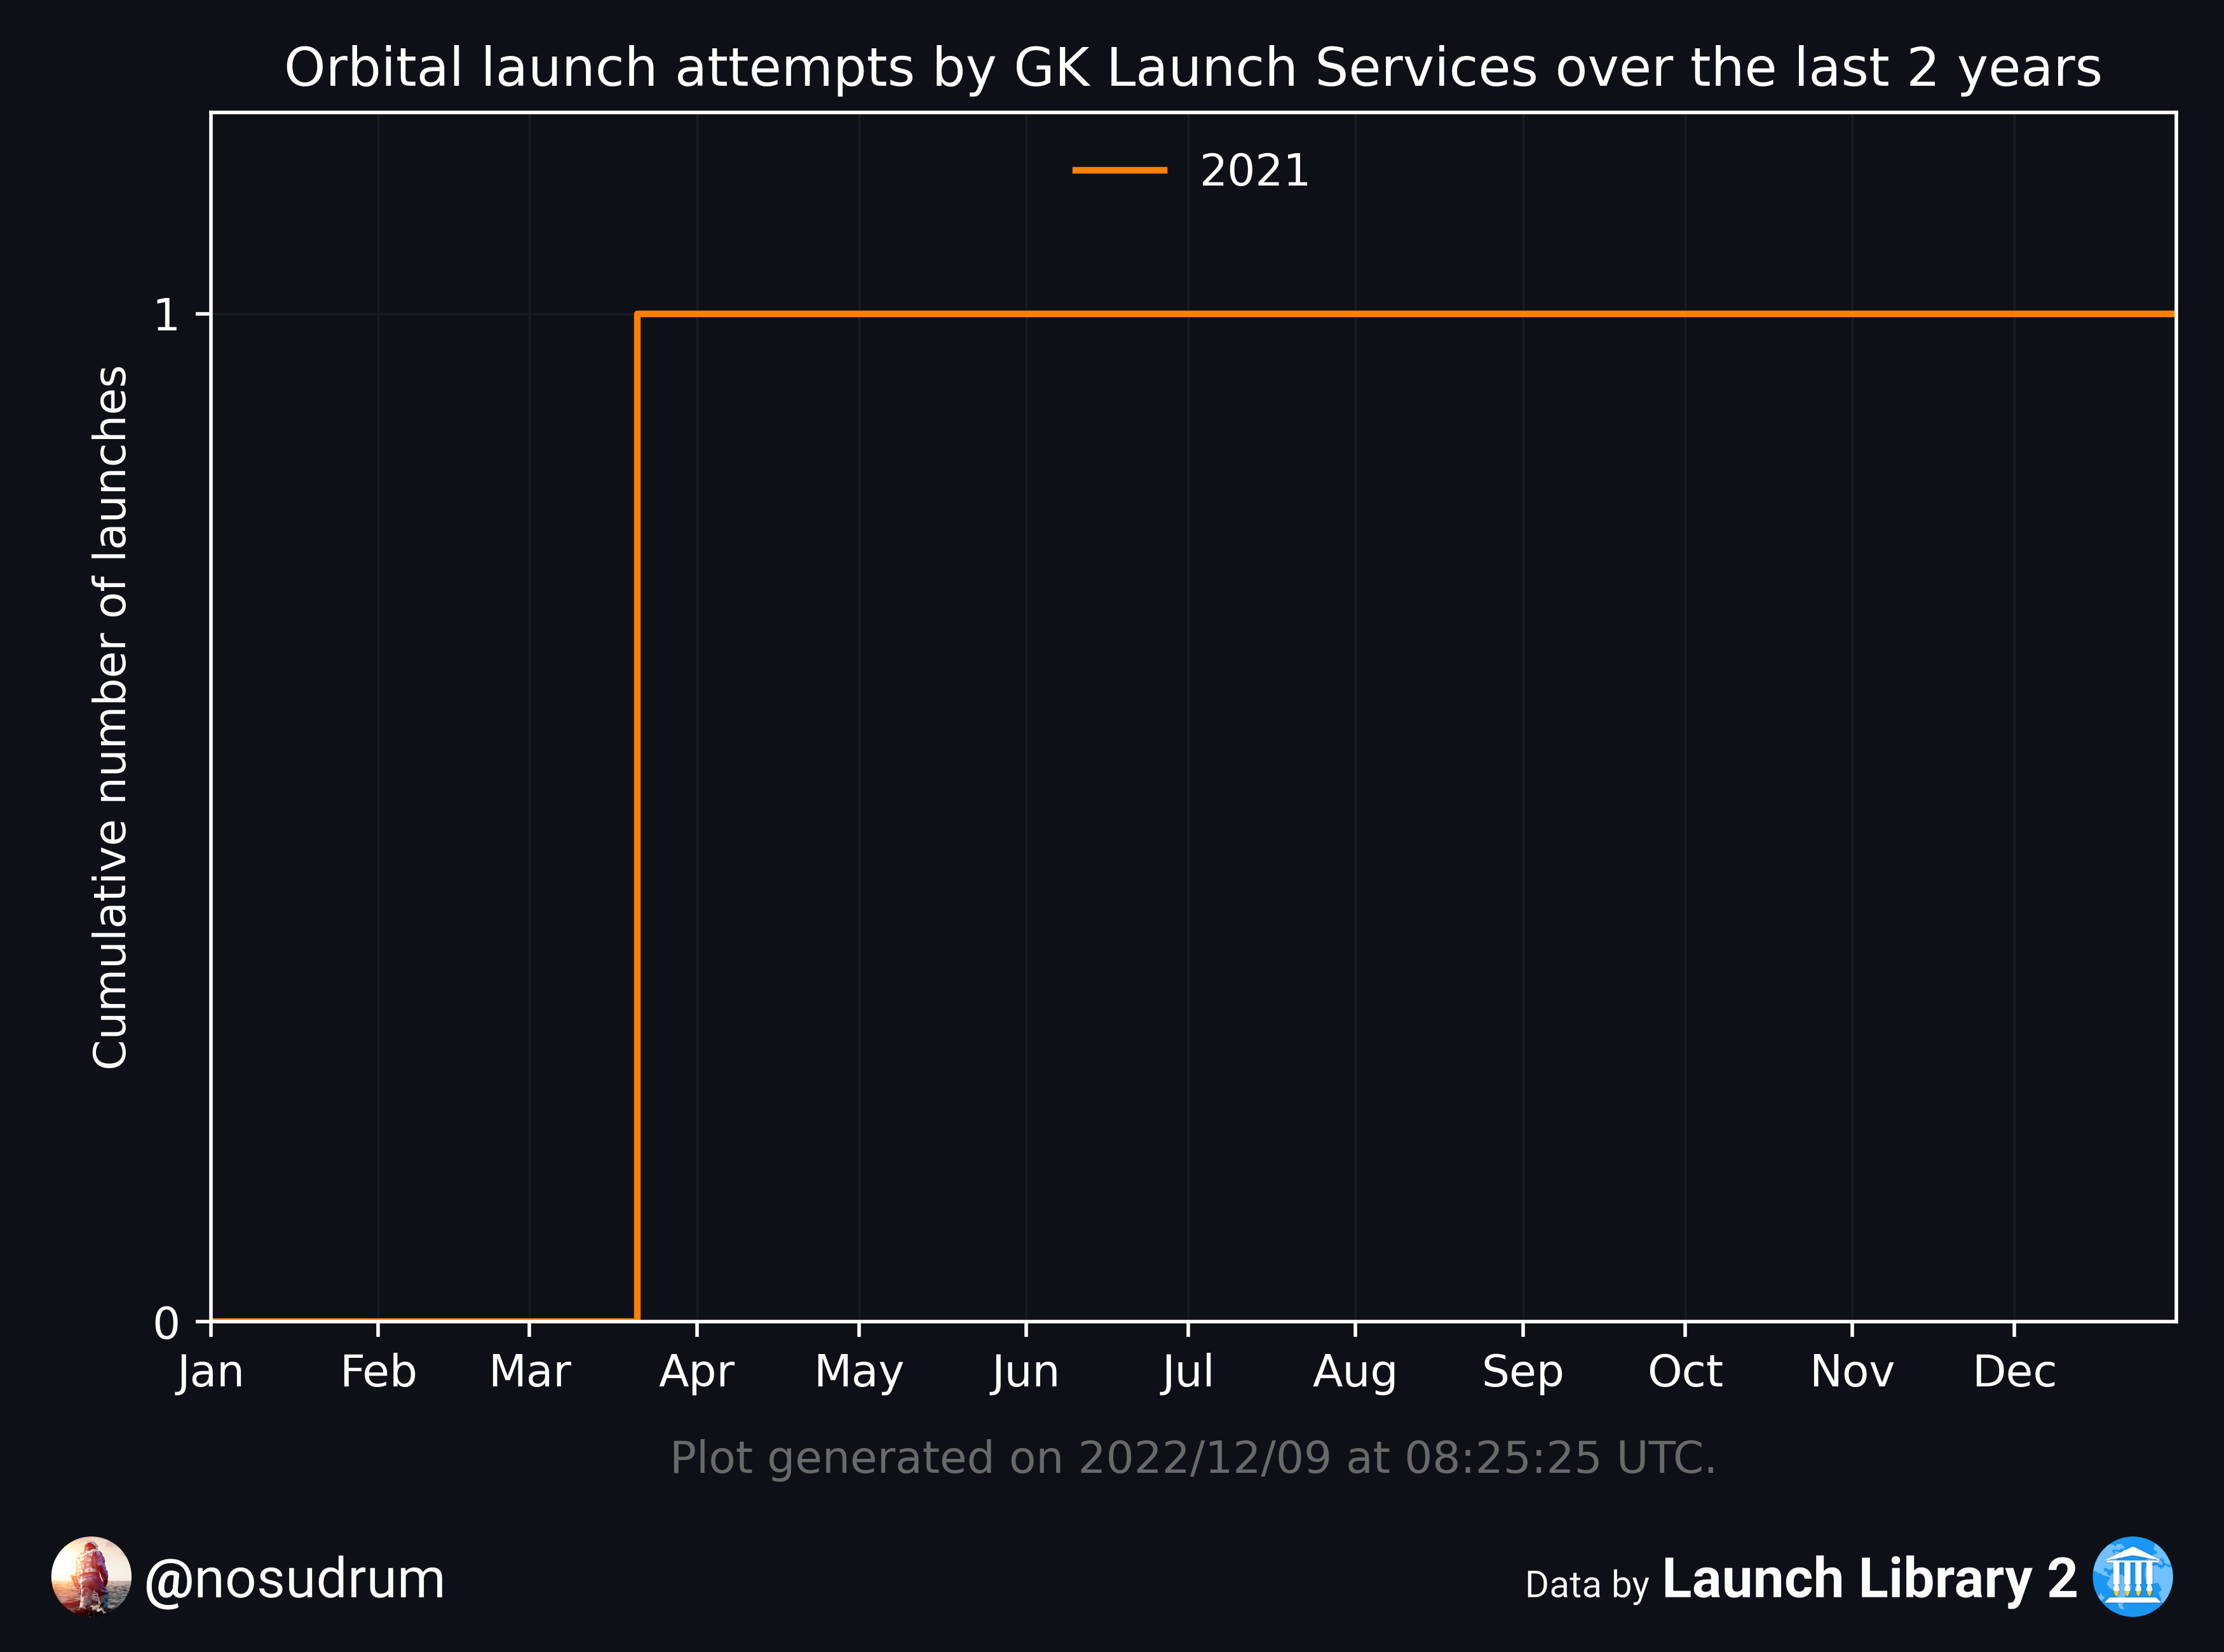 Orbital launch attempts by GK Launch Services over the last 2 years
2021
1
Cumulative number of launches
0
Jan Feb Mar Apr May Jun Jul Aug Sep Oct Nov Dec
Plot generated on 2022/12/09 at 08:25:25 UTC.
@nosudrum
Data by Launch Library 2